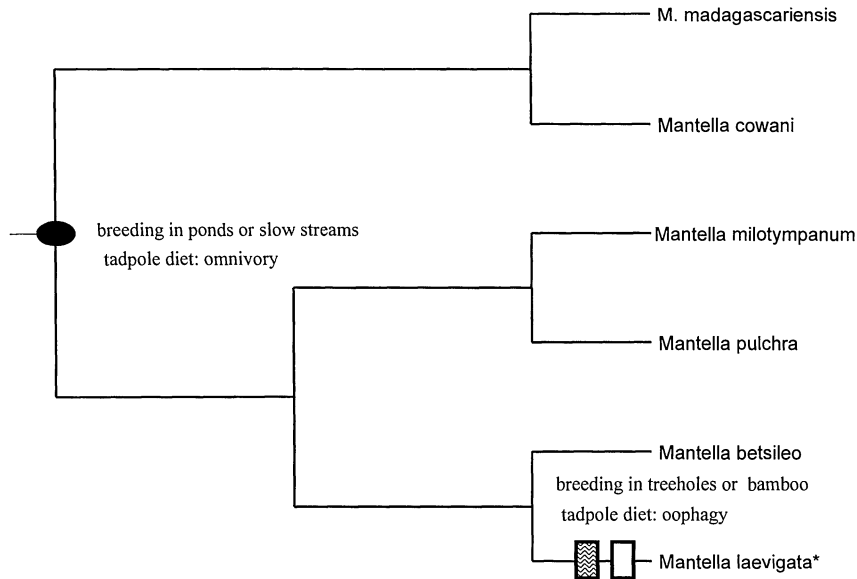 M. madagascariensis
Mantella cowani
breeding in ponds or slow streams
tadpole diet: omnivory
Mantella milotympanum
Mantella pulchra
Mantella betsileo
breeding in treeholes or bamboo
tadpole diet: oophagy
Mantella laevigata*